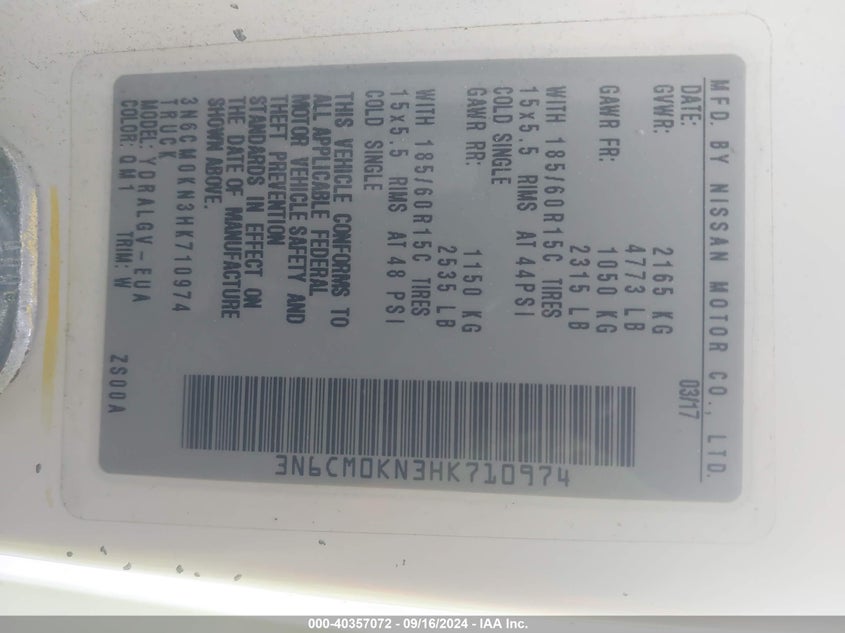 MFD. BY NISSAN MOTOR CO., LTD.
DATE: 03/17
GVWR: 2165 KG
4773 LB
GAWR FR: 1050 KG
2315 LB
WITH 185/60R15C TIRES
15x5.5 RIMS AT 44PSI
COLD SINGLE
GAWR RR: 1150 KG
2535 LB
WITH 185/60R15C TIRES
15x5.5 RIMS AT 48 PSI
COLD SINGLE
THIS VEHICLE CONFORMS TO
ALL APPLICABLE FEDERAL
MOTOR VEHICLE SAFETY AND
THEFT PREVENTION
STANDARDS IN EFFECT ON
THE DATE OF MANUFACTURE
SHOWN ABOVE.
3N6CM0KN3HK710974
TRUCK
MODEL: YDRALGV-EUA
COLOR: QM1 TRIM: W ZS00A
3N6CM0KN3HK710974
000-40357072 - 09/16/2024 - IAA Inc.